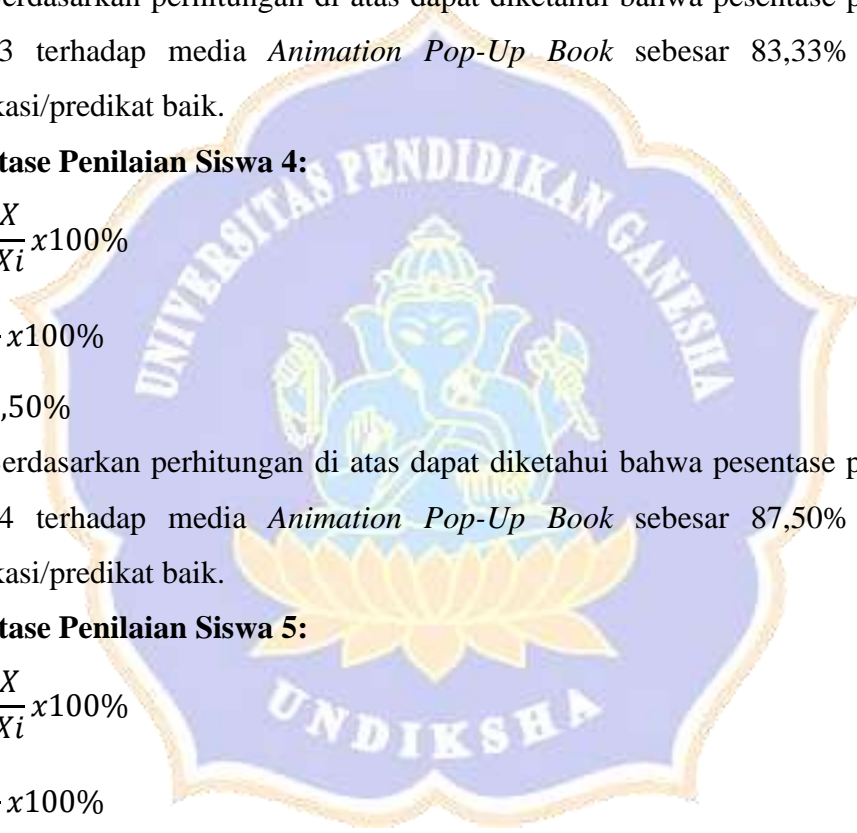 erdasarkan perhitungan di atas dapat diketahui bahwa pesentase p
3 terhadap media Animation Pop-Up Book sebesar 83,33%
kasi/predikat baik.
tase Penilaian Siswa 4:
X
Xi x100%
x100%
,50%
erdasarkan perhitungan di atas dapat diketahui bahwa pesentase p
4 terhadap media Animation Pop-Up Book sebesar 87,50%
kasi/predikat baik.
tase Penilaian Siswa 5:
X
Xi x100%
x100%
UNIVERSITAS PENDIDIKAN GANESHA
UNDIKSHA